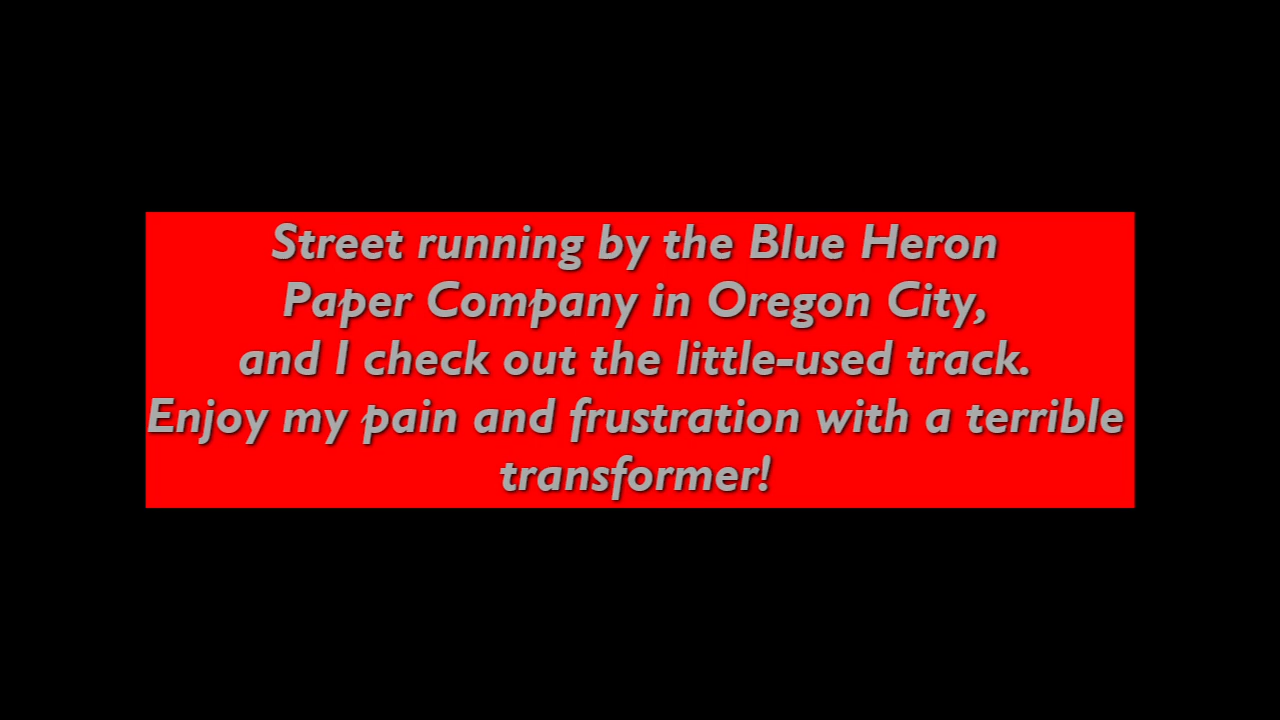 Street running by the Blue Heron
Paper Company in Oregon City,
and I check out the little-used track.
Enjoy my pain and frustration with a terrible
transformer!